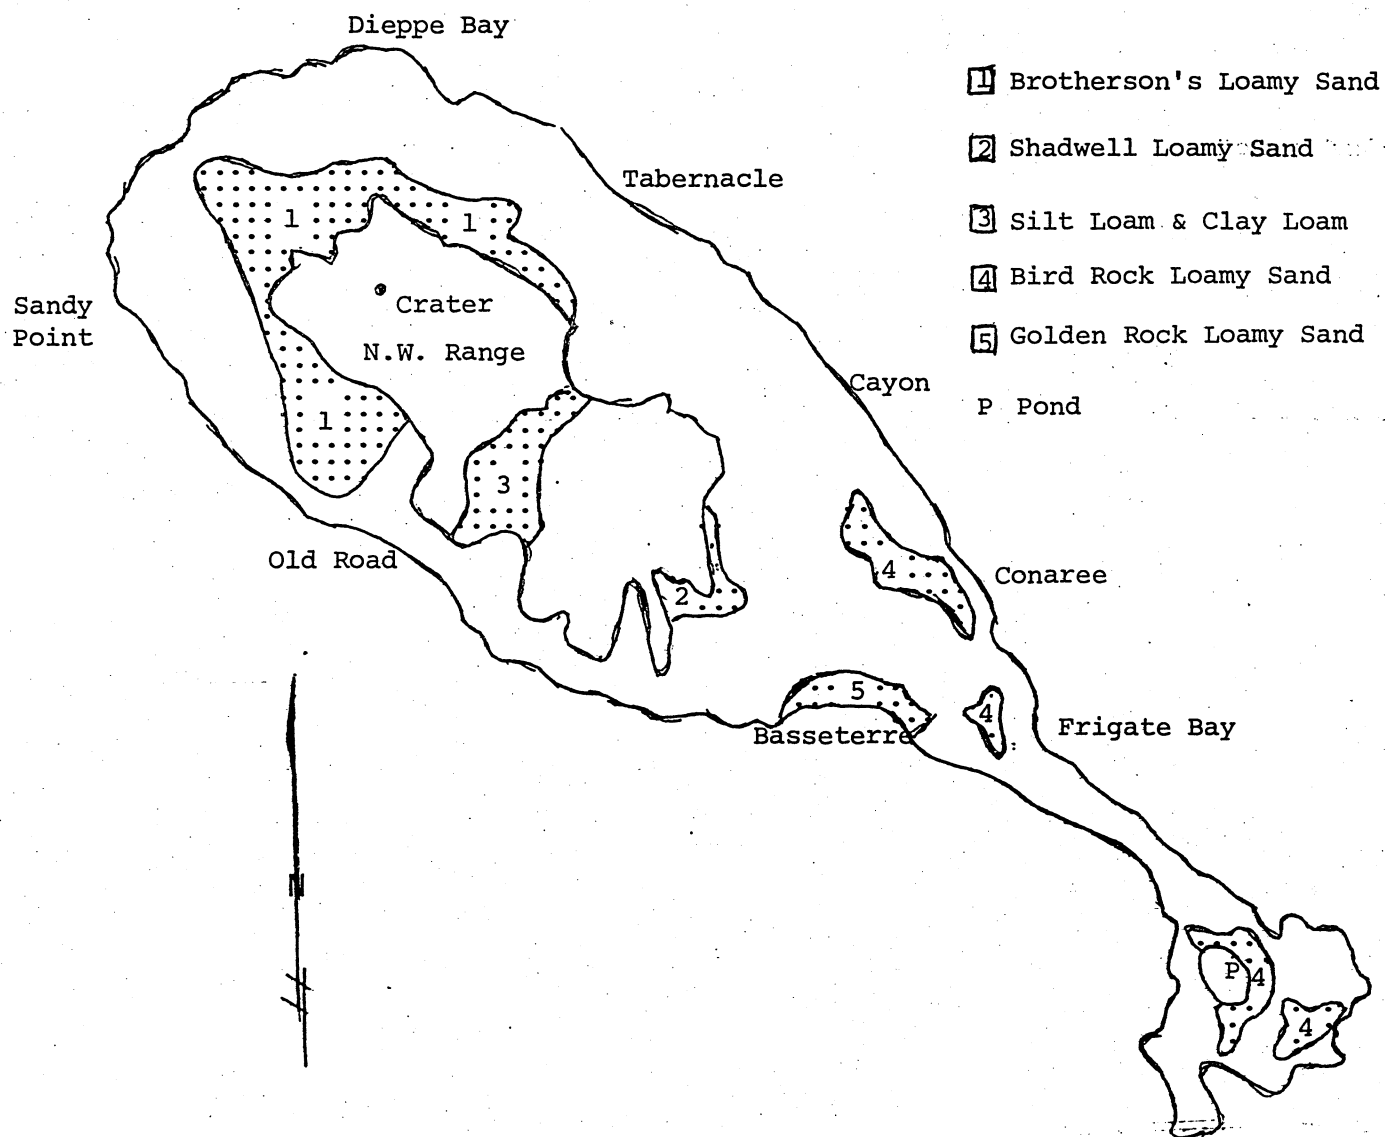 Dieppe Bay
1 Brotherson's Loamy Sand
2 Shadwell Loamy Sand
3 Silt Loam & Clay Loam
4 Bird Rock Loamy Sand
5 Golden Rock Loamy Sand
P Pond
Tabernacle
1
1
Sandy
Point
Crater
N.W. Range
Cayon
1
3
Old Road
4
Conaree
2
5
4
Basseterre
Frigate Bay
N
P
4
4